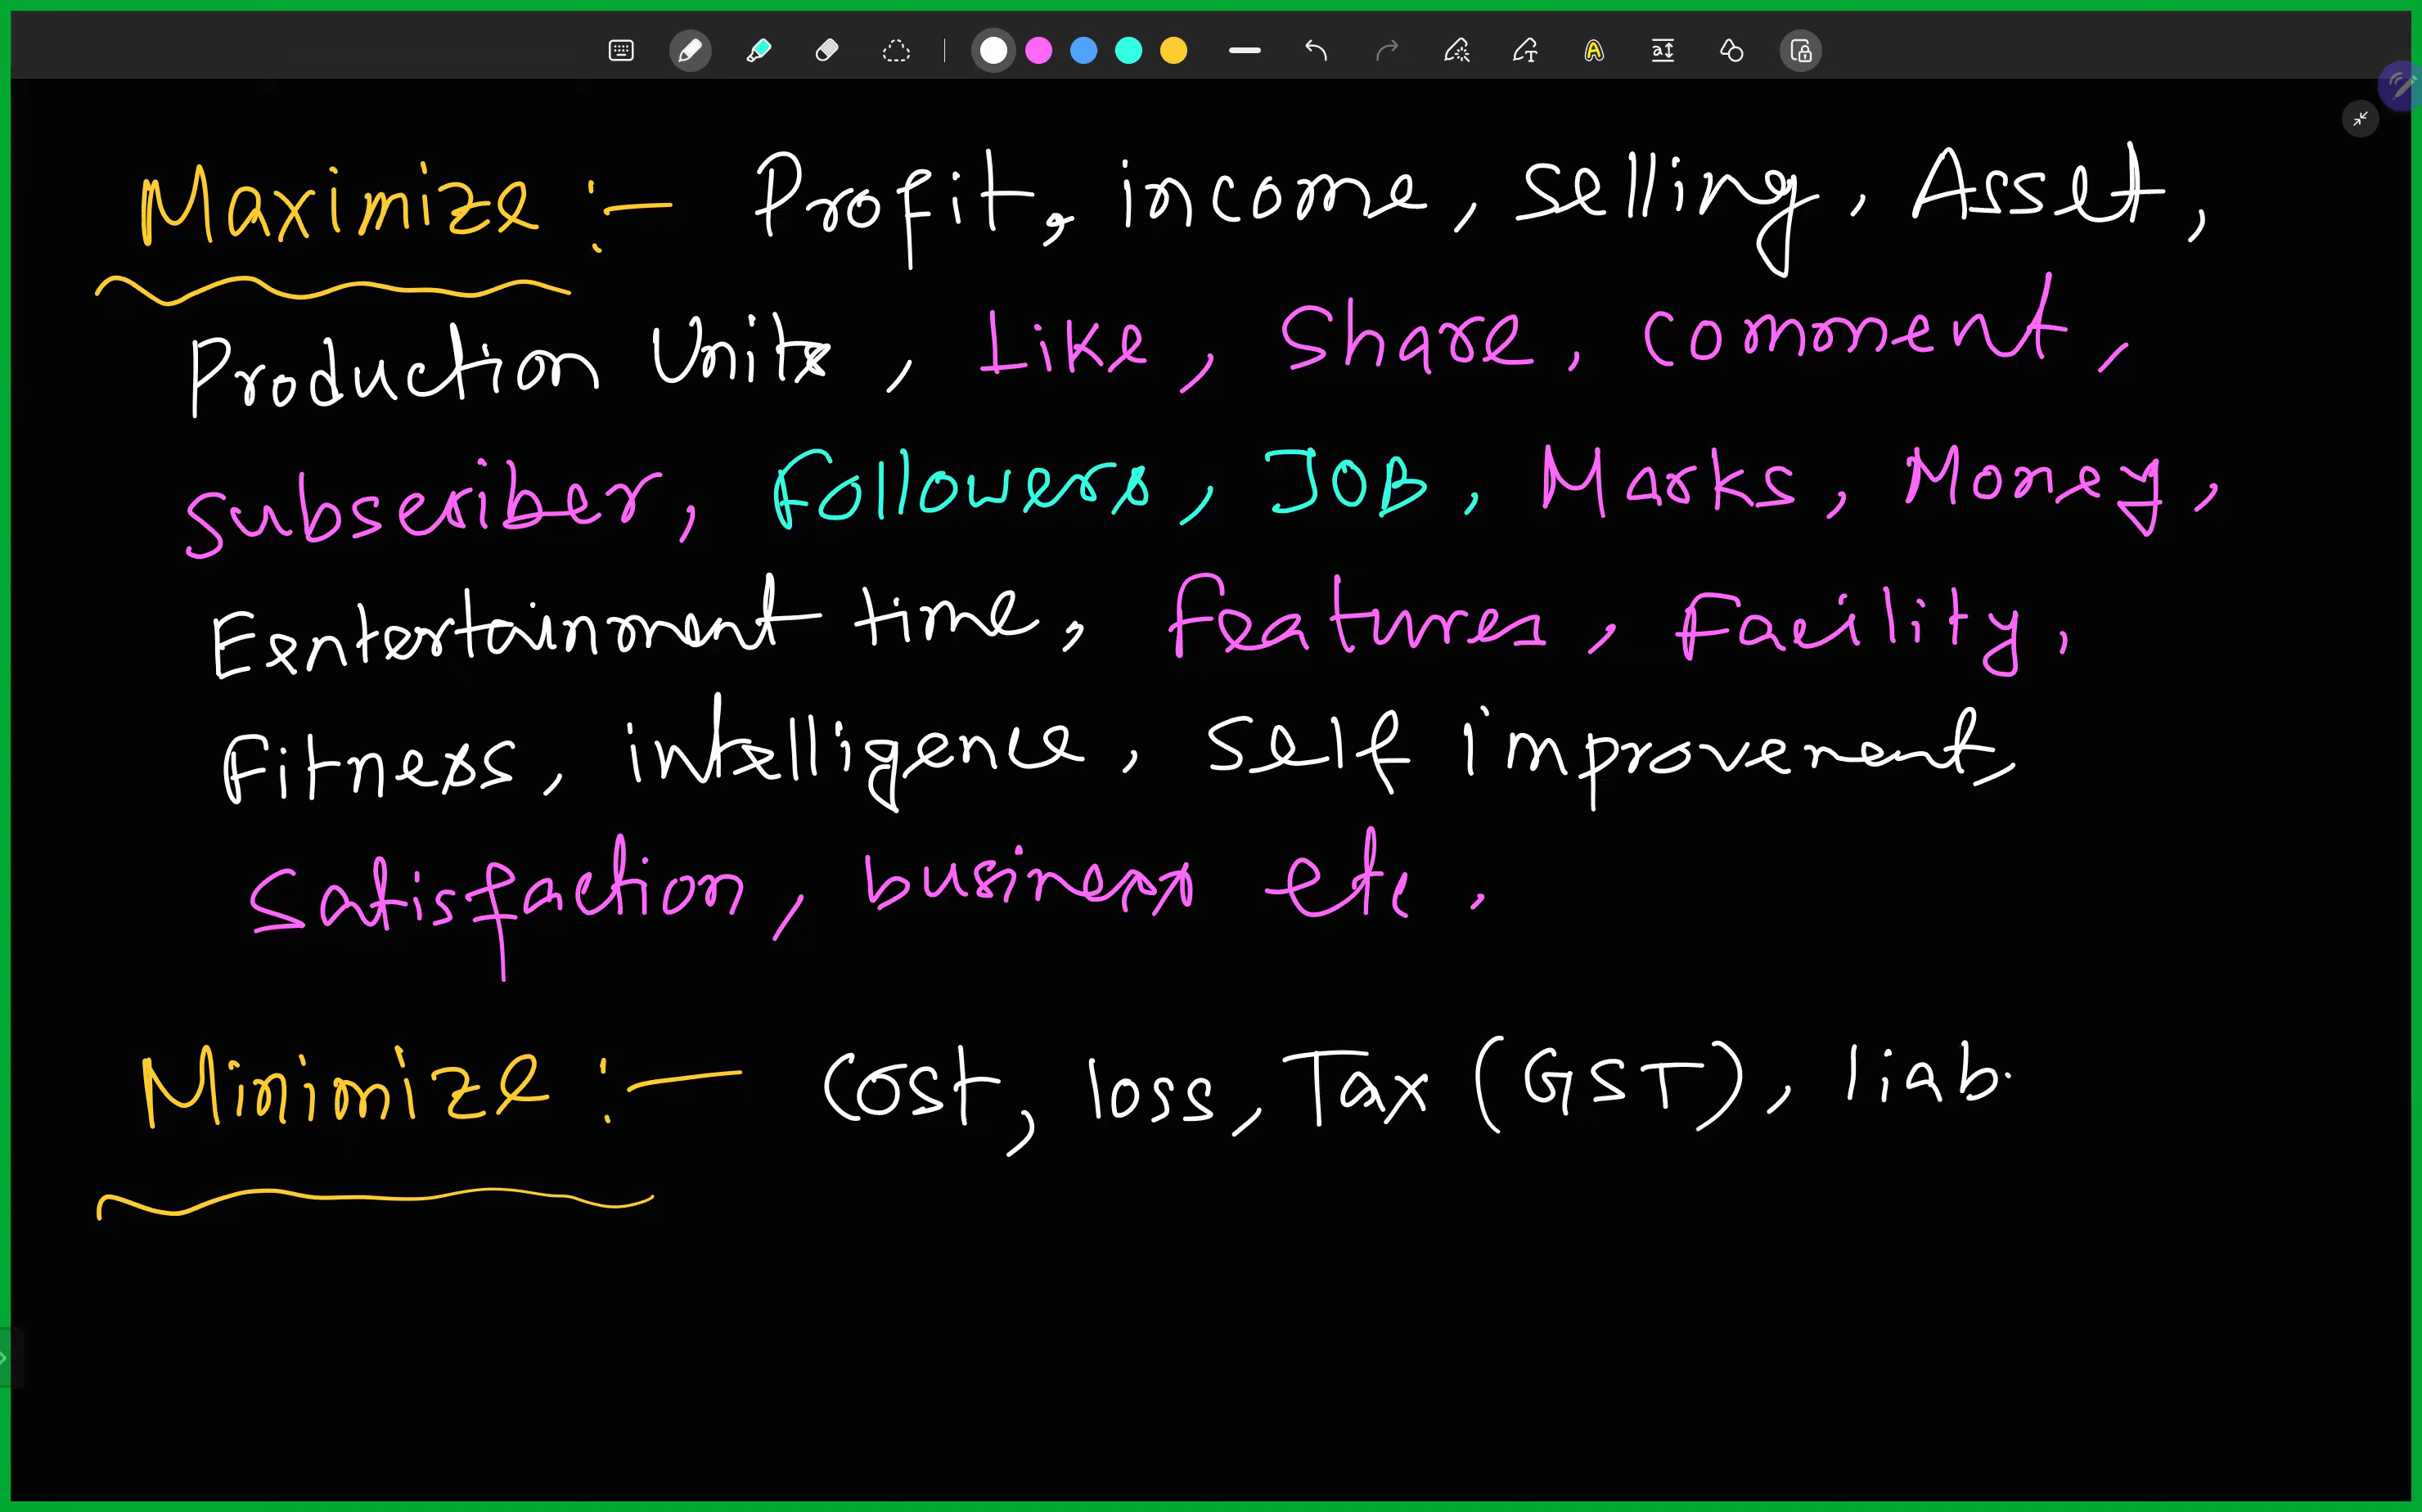 Maximize :- Profit, income, selling, Asset,
Production Units, Like, Share, Comment,
Subscriber, Followers, JOB, Marks, Money,
Eentertainment time, Features, Facility,
Fitness, intelligence, Self improvement,
Satisfaction, business etc.
Minimize :- Cost, loss, Tax (GST), liab.